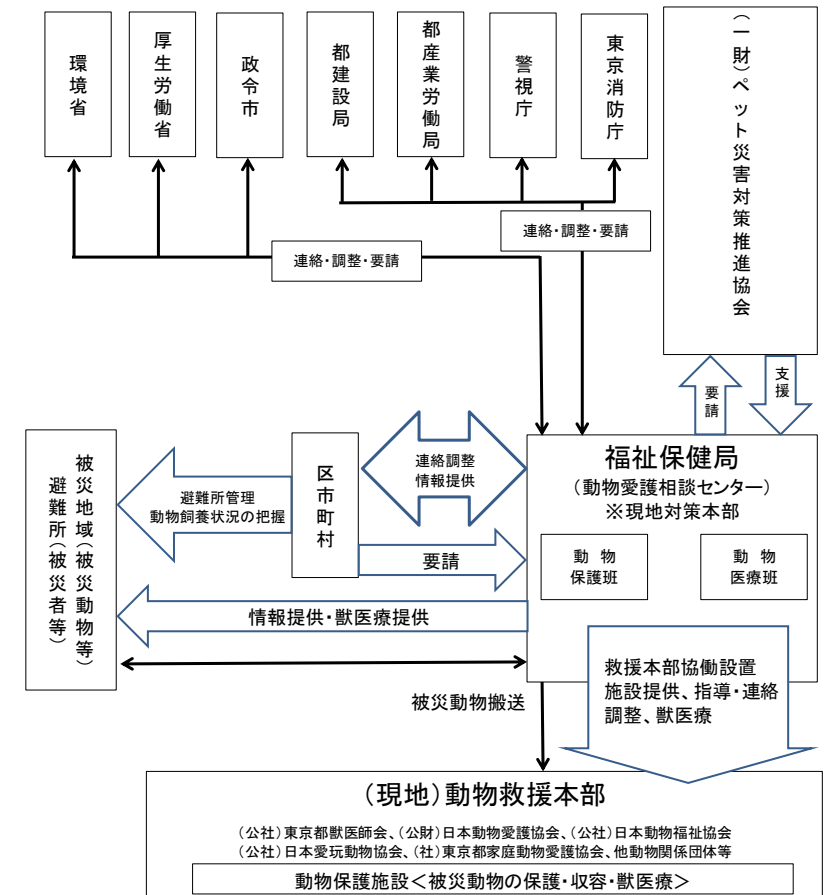 環境省
厚生労働省
政令市
都建設局
都産業労働局
警視庁
東京消防庁
(一財)ペット災害対策推進協会
連絡・調整・要請
連絡・調整・要請
要請
支援
被災地域(被災動物等)
避難所(被災者等)
避難所管理
動物飼養状況の把握
区市町村
連絡調整
情報提供
要請
情報提供・獣医療提供
福祉保健局
(動物愛護相談センター)
※現地対策本部
動 物
保護班
動 物
医療班
被災動物搬送
救援本部協働設置
施設提供、指導・連絡
調整、獣医療
(現地)動物救援本部
(公社)東京都獣医師会、(公財)日本動物愛護協会、(公社)日本動物福祉協会
(公社)日本愛玩動物協会、(社)東京都家庭動物愛護協会、他動物関係団体等
動物保護施設<被災動物の保護・収容・獣医療>